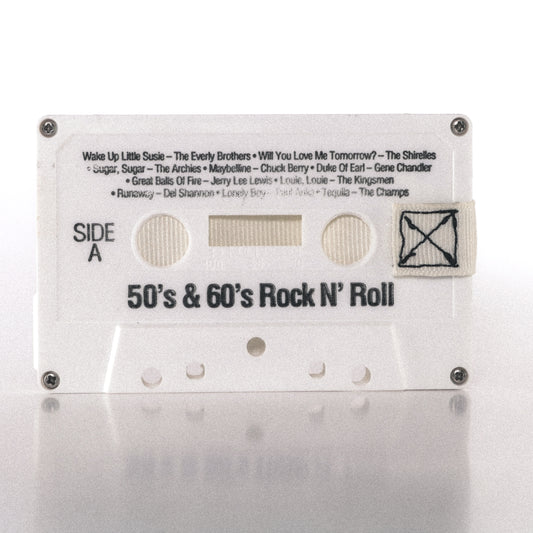 Wake Up Little Susie – The Everly Brothers • Will You Love Me Tomorrow? – The Shirelles
• Sugar, Sugar – The Archies • Maybelline – Chuck Berry • Duke Of Earl – Gene Chandler
• Great Balls Of Fire – Jerry Lee Lewis • Louie, Louie – The Kingsmen
• Runaway – Del Shannon • Lonely Boy – Paul Anka • Tequila – The Champs
SIDE
A
50's & 60's Rock N' Roll